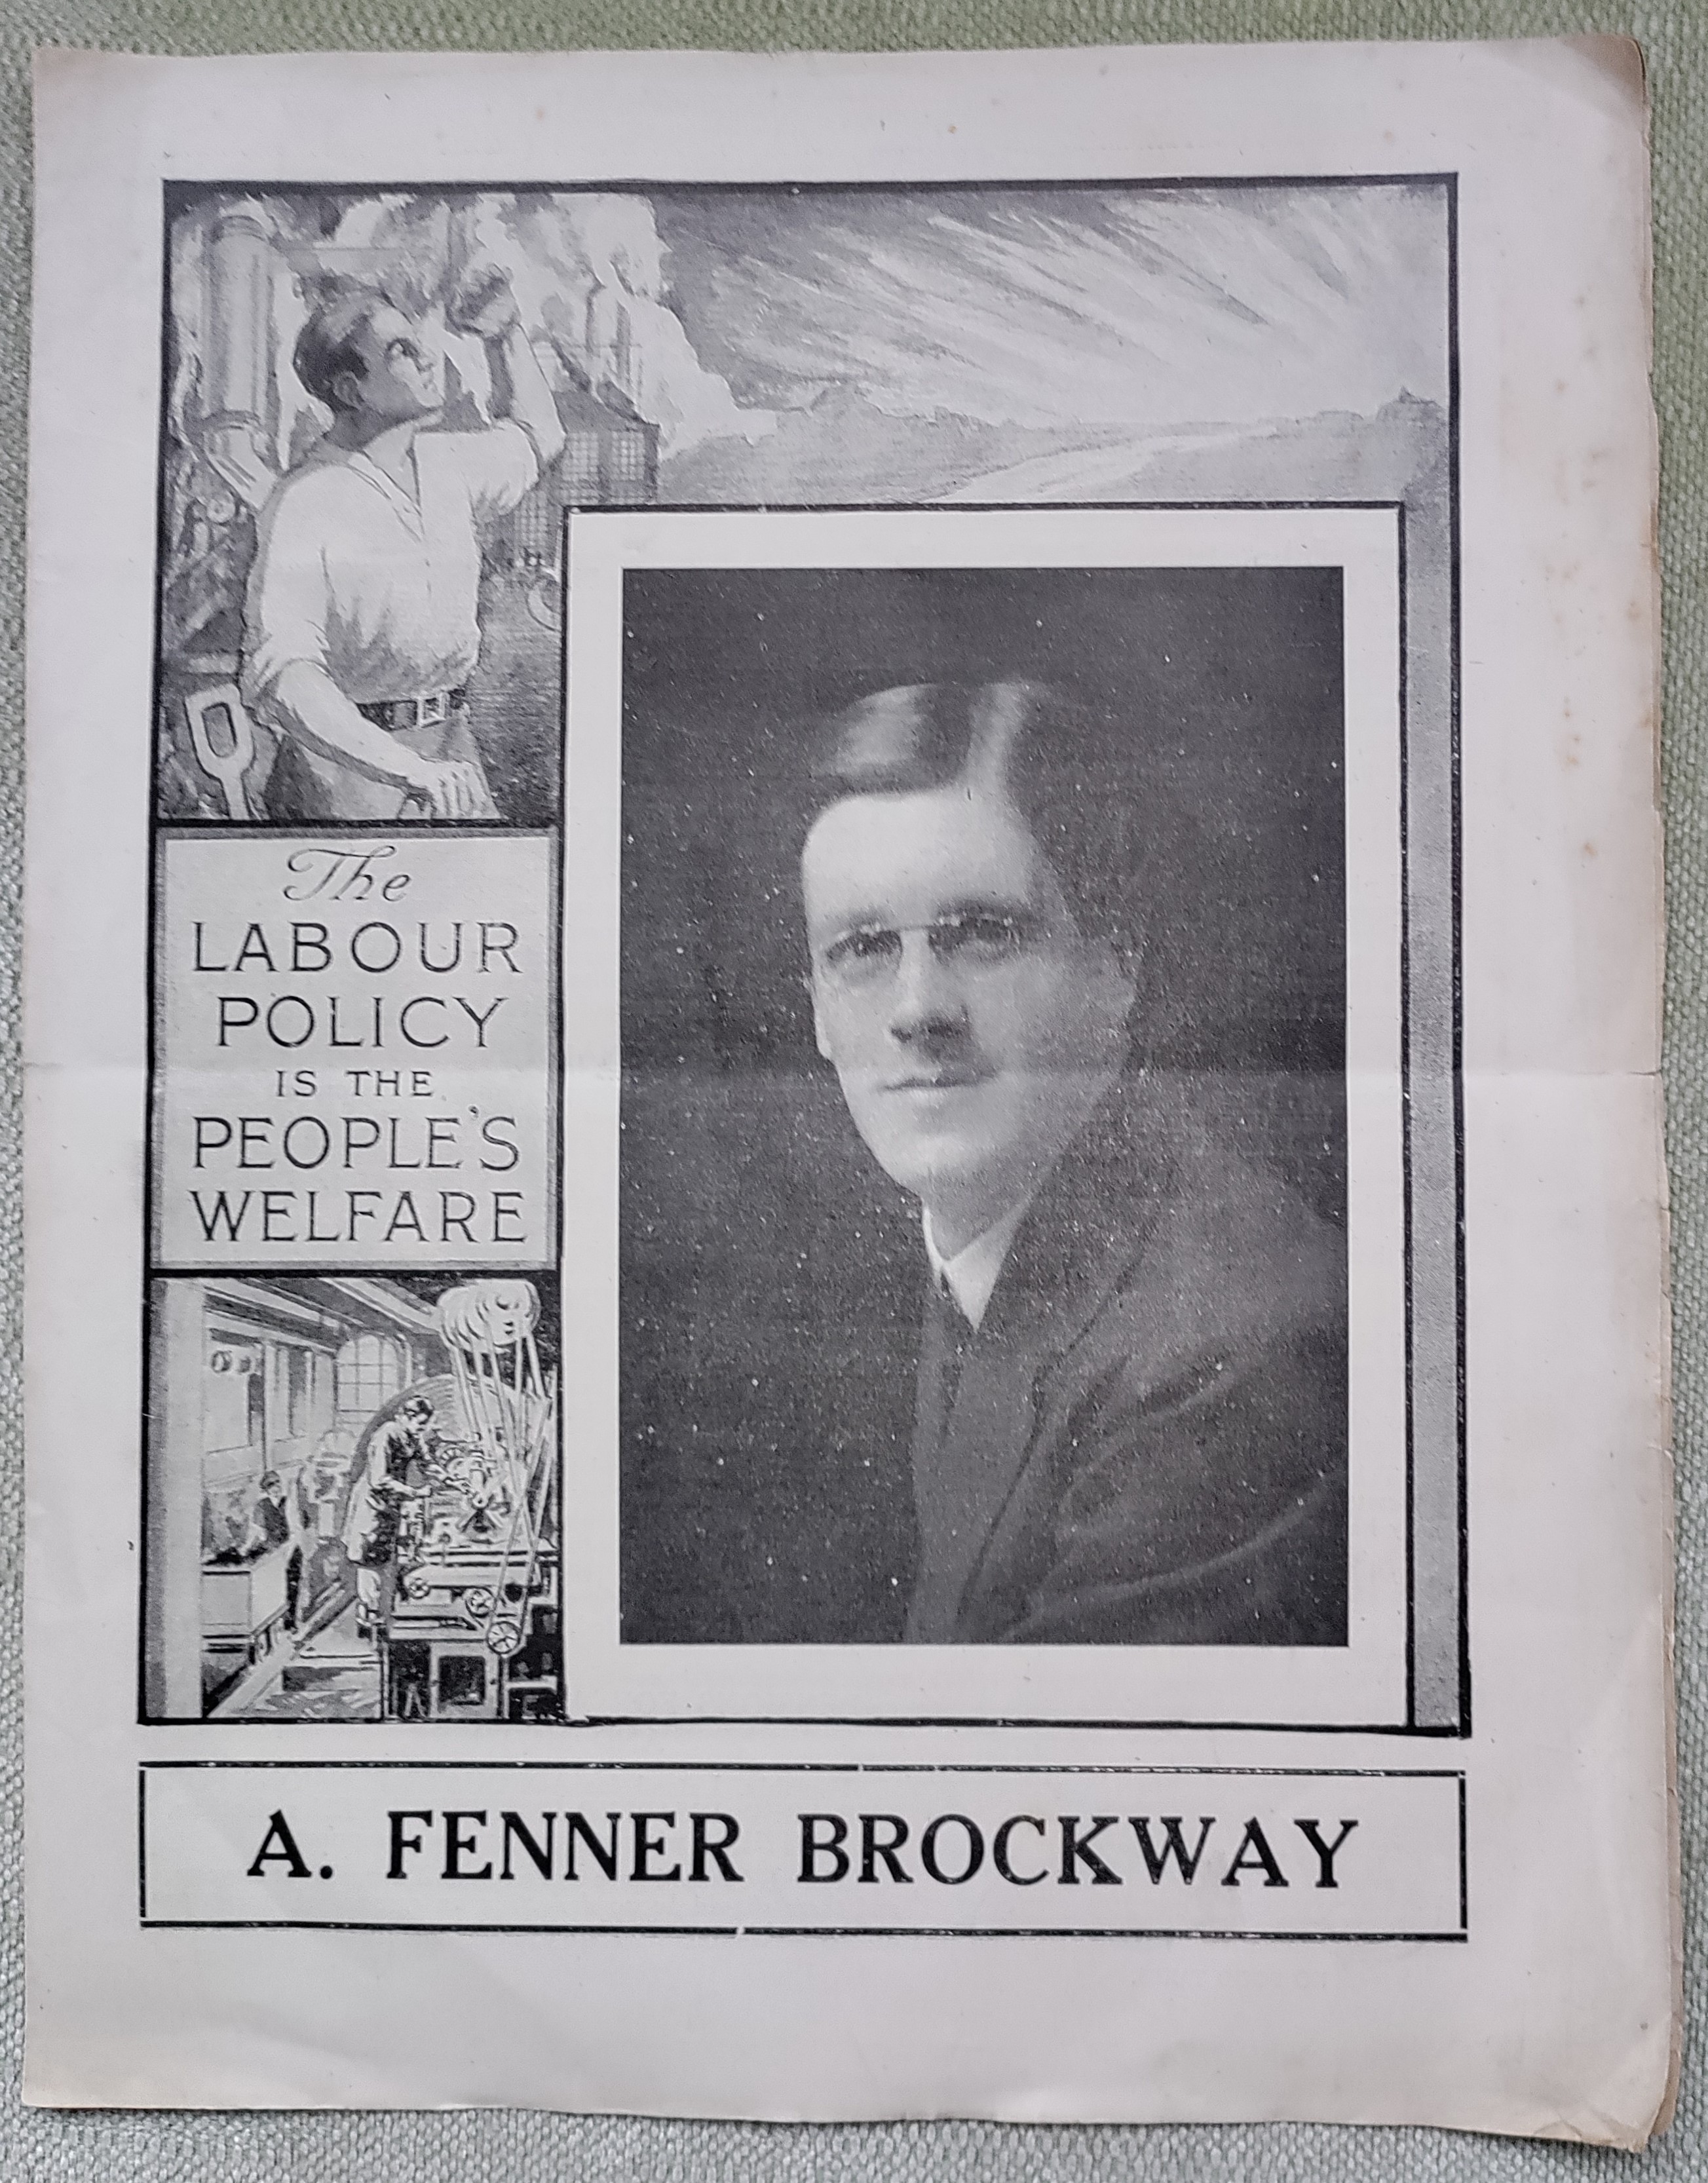 The
LABOUR
POLICY
IS THE
PEOPLE'S
WELFARE
A. FENNER BROCKWAY